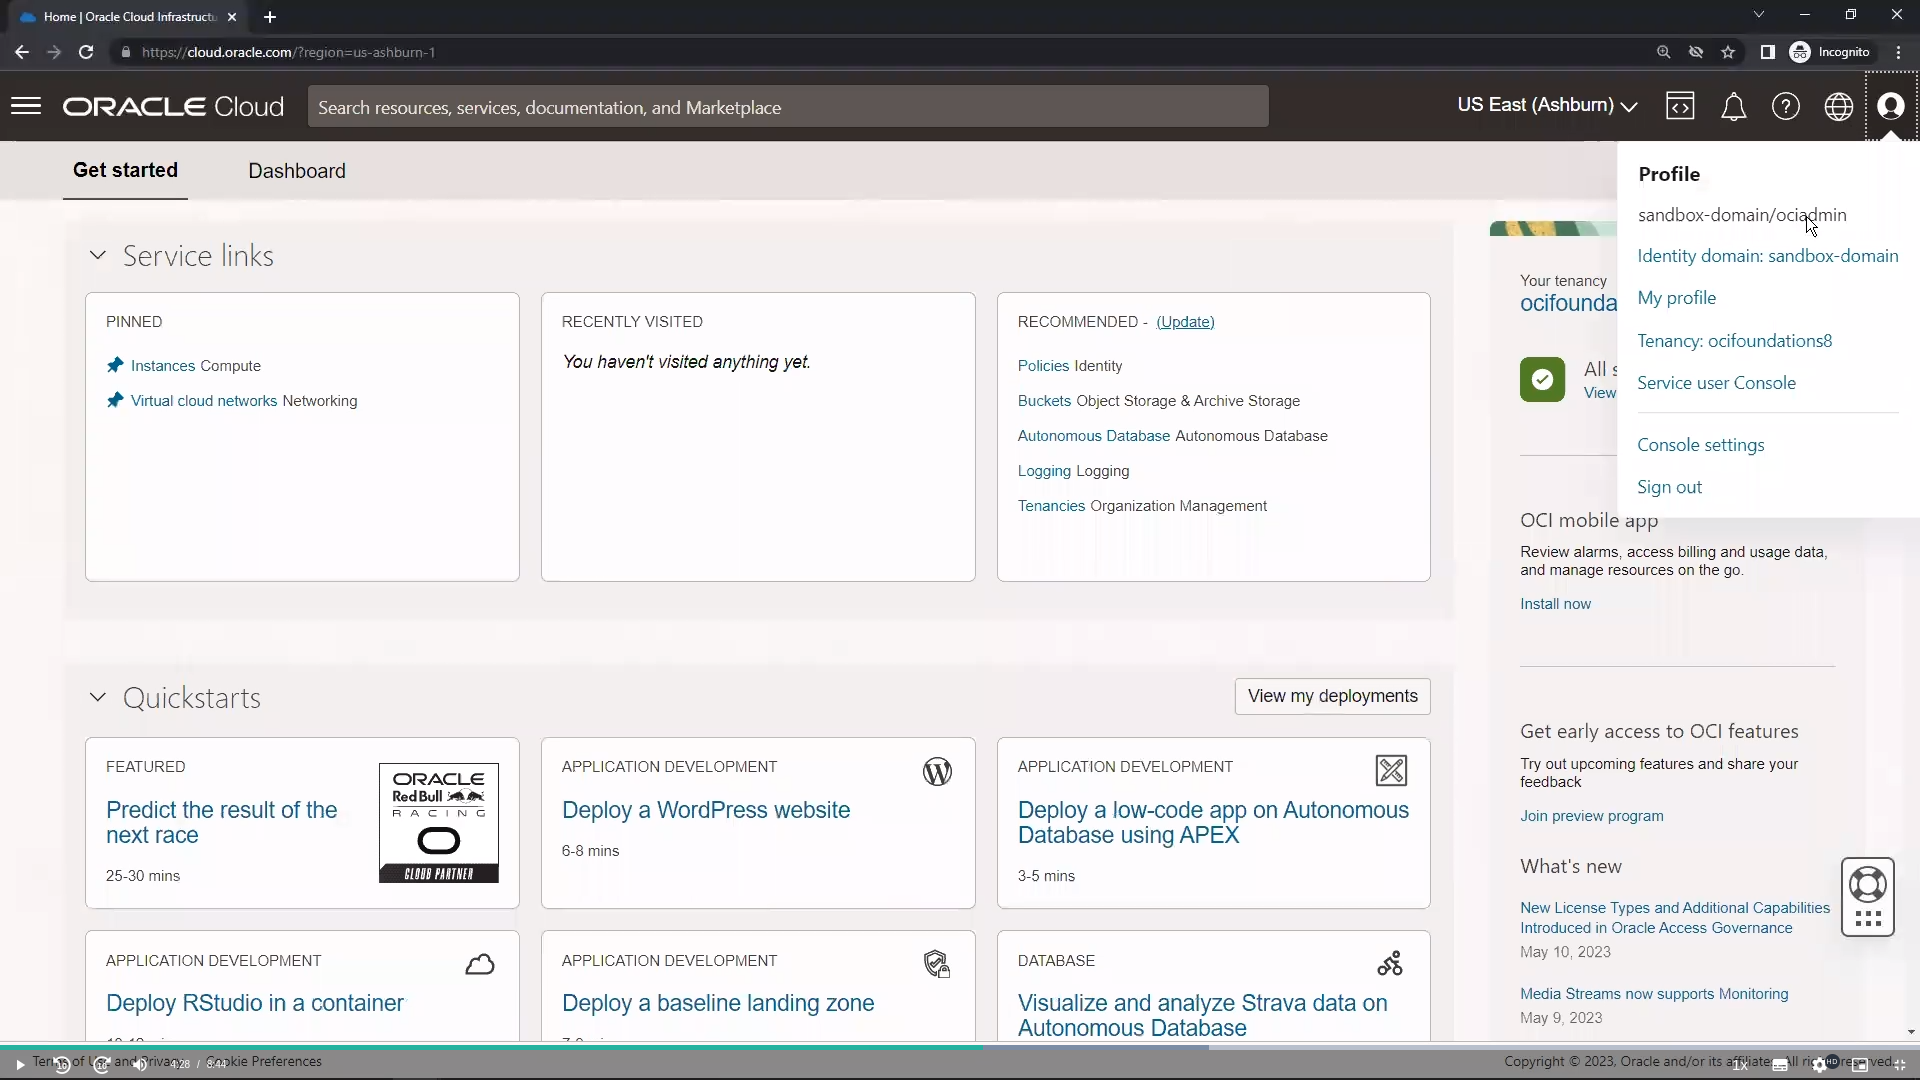 Home | Oracle Cloud Infrastructu
https://cloud.oracle.com/?region=us-ashburn-1
Incognito
ORACLE Cloud
Search resources, services, documentation, and Marketplace
US East (Ashburn)
Get started
Dashboard
Profile
sandbox-domain/ociadmin
Identity domain: sandbox-domain
My profile
Tenancy: ocifoundations8
Service user Console
Console settings
Sign out
Service links
PINNED
Instances Compute
Virtual cloud networks Networking
RECENTLY VISITED
You haven't visited anything yet.
RECOMMENDED - (Update)
Policies Identity
Buckets Object Storage & Archive Storage
Autonomous Database Autonomous Database
Logging Logging
Tenancies Organization Management
Your tenancy
ocifounda
All s
View
OCI mobile app
Review alarms, access billing and usage data,
and manage resources on the go.
Install now
Quickstarts
View my deployments
FEATURED
Predict the result of the
next race
25-30 mins
ORACLE
Red Bull
RACING
CLOUD PARTNER
APPLICATION DEVELOPMENT
Deploy a WordPress website
6-8 mins
APPLICATION DEVELOPMENT
Deploy a low-code app on Autonomous
Database using APEX
3-5 mins
APPLICATION DEVELOPMENT
Deploy RStudio in a container
APPLICATION DEVELOPMENT
Deploy a baseline landing zone
DATABASE
Visualize and analyze Strava data on
Autonomous Database
Get early access to OCI features
Try out upcoming features and share your
feedback
Join preview program
What's new
New License Types and Additional Capabilities
Introduced in Oracle Access Governance
May 10, 2023
Media Streams now supports Monitoring
May 9, 2023
Terms of Use and Privacy Cookie Preferences
4:28 / 8:44
Copyright © 2023, Oracle and/or its affiliates. All rights reserved.
1x
HD